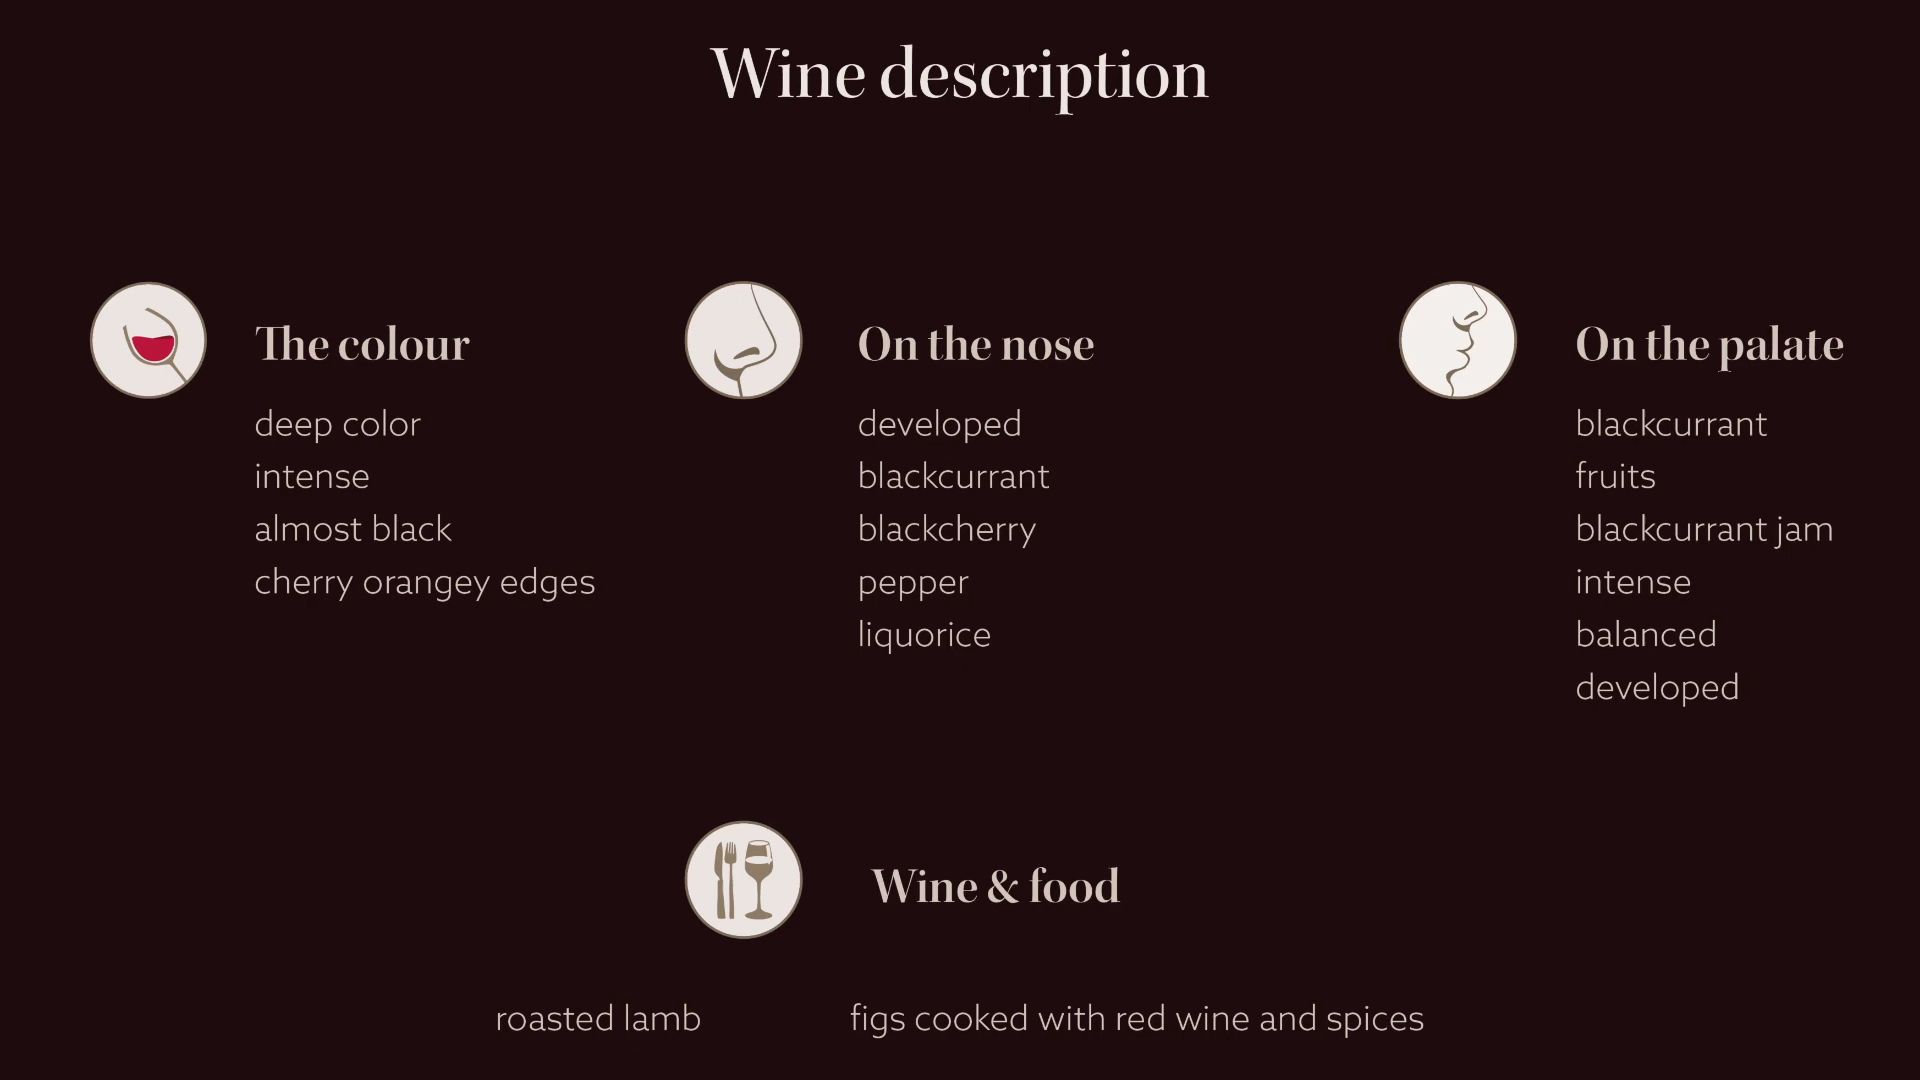 Wine description
The colour
deep color
intense
almost black
cherry orangey edges
On the nose
developed
blackcurrant
blackcherry
pepper
liquorice
On the palate
blackcurrant
fruits
blackcurrant jam
intense
balanced
developed
Wine & food
roasted lamb
figs cooked with red wine and spices